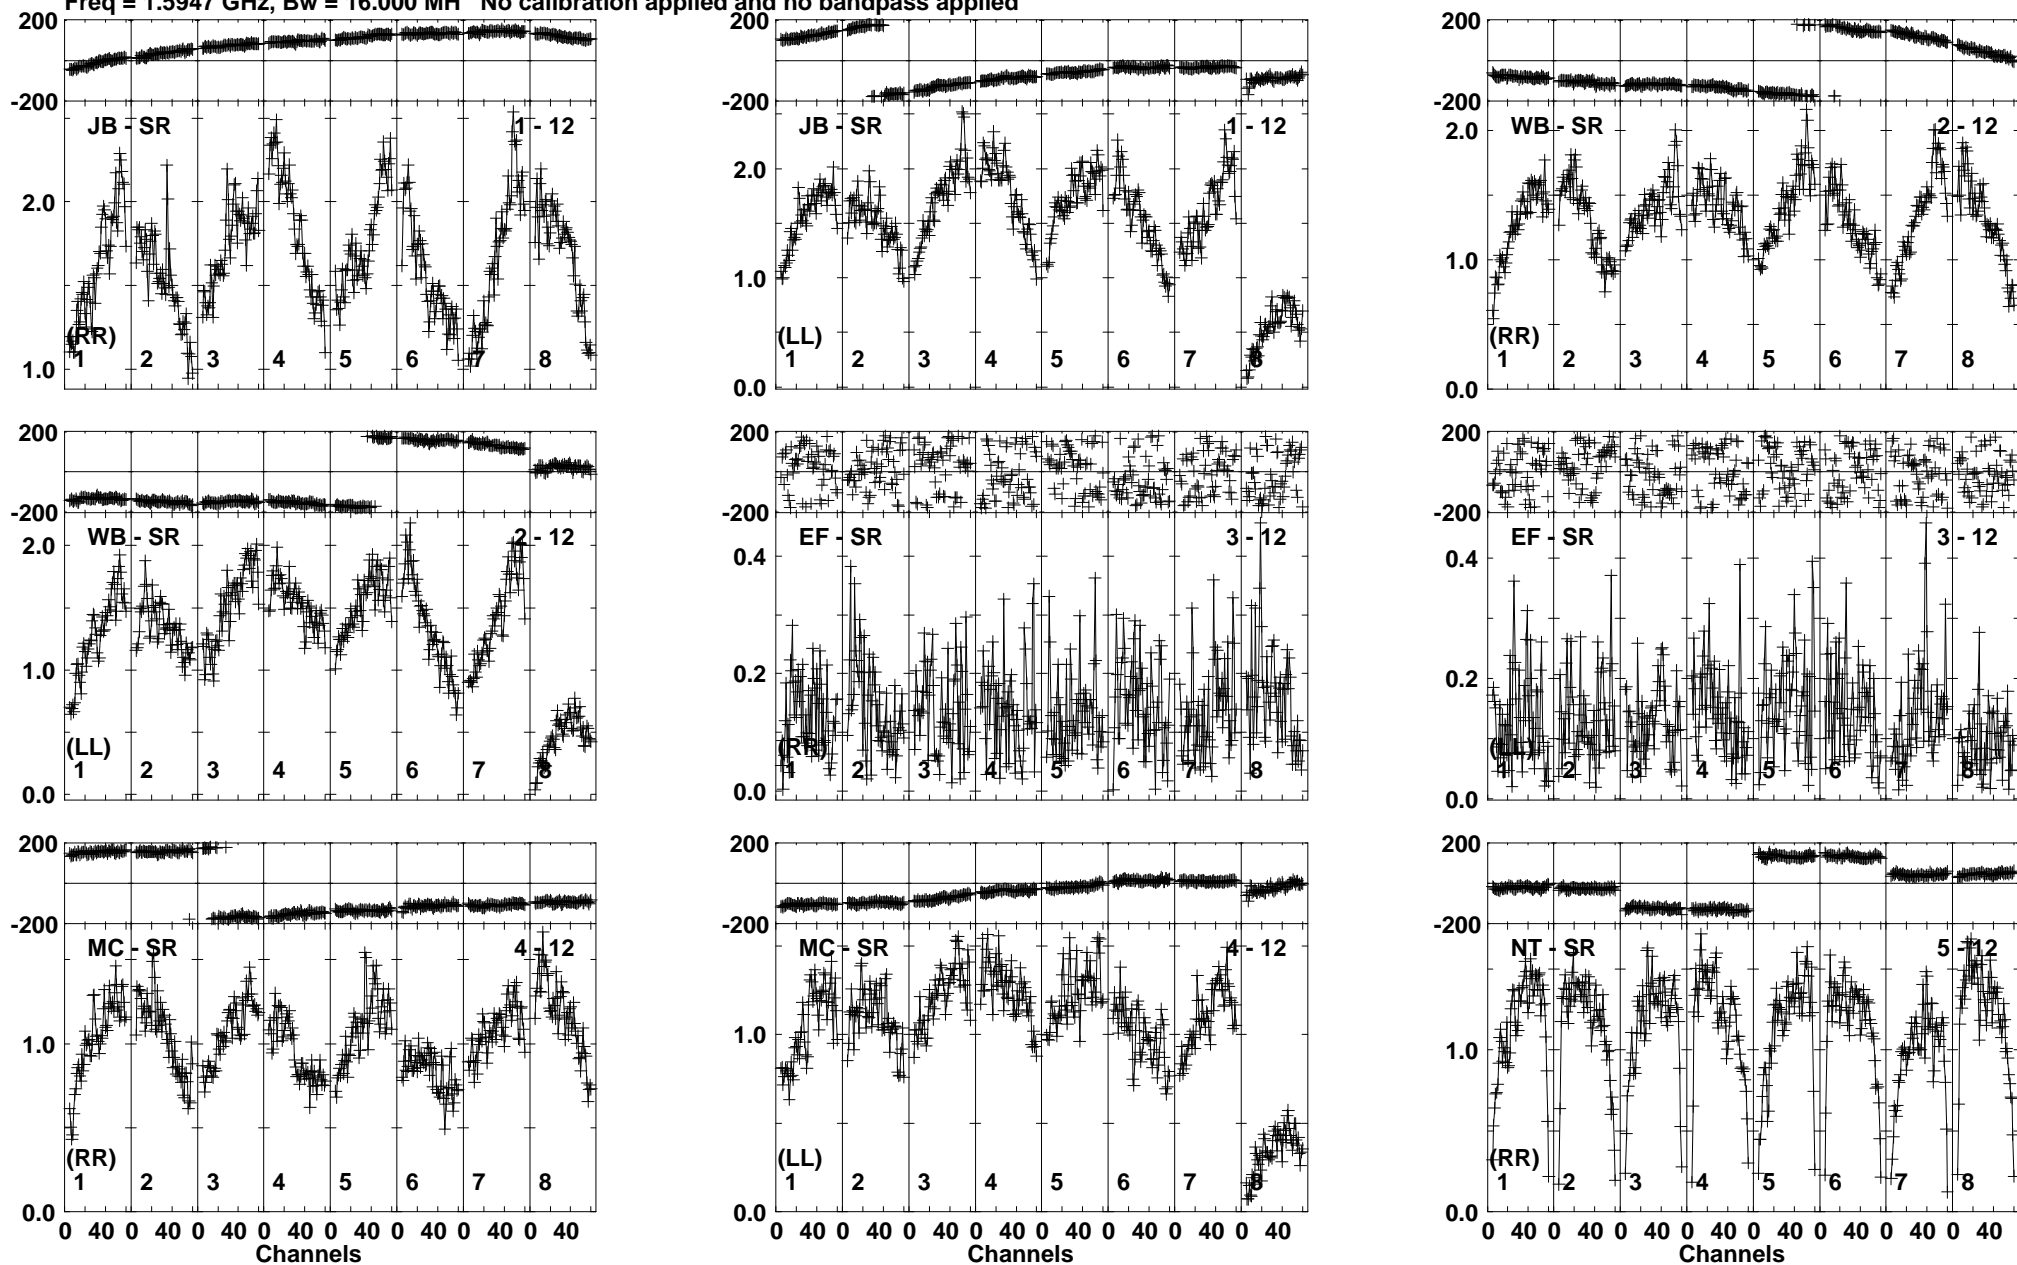 Freq = 1.5947 GHz, Bw = 16.000 MH No calibration applied and no bandpass applied
200 200 200
-200 -200 -200
JB - SR 1 - 12 JB - SR 1 - 12 WB - SR 2 - 12
2.0 2.0 2.0
1.0 1.0 1.0
(RR) (LL) (RR)
1 2 3 4 5 6 7 8 1 2 3 4 5 6 7 8 1 2 3 4 5 6 7 8
0.0 0.0
200 200 200
-200 -200 -200
WB - SR 2 - 12 EF - SR 3 - 12 EF - SR 3 - 12
2.0 0.4 0.4
1.0 0.2 0.2
(LL) (RR) (LL)
1 2 3 4 5 6 7 8 1 2 3 4 5 6 7 8 1 2 3 4 5 6 7 8
0.0 0.0 0.0
200 200 200
-200 -200 -200
MC - SR 4 - 12 MC - SR 4 - 12 NT - SR 5 - 12
1.0 1.0 1.0
(RR) (LL) (RR)
1 2 3 4 5 6 7 8 1 2 3 4 5 6 7 8 1 2 3 4 5 6 7 8
0.0 0.0 0.0
0 40 0 40 0 40 0 40 0 40 0 40 0 40 0 40 0 40 0 40 0 40 0 40 0 40 0 40 0 40 0 40 0 40 0 40 0 40 0 40 0 40 0 40 0 40 0 40
Channels Channels Channels